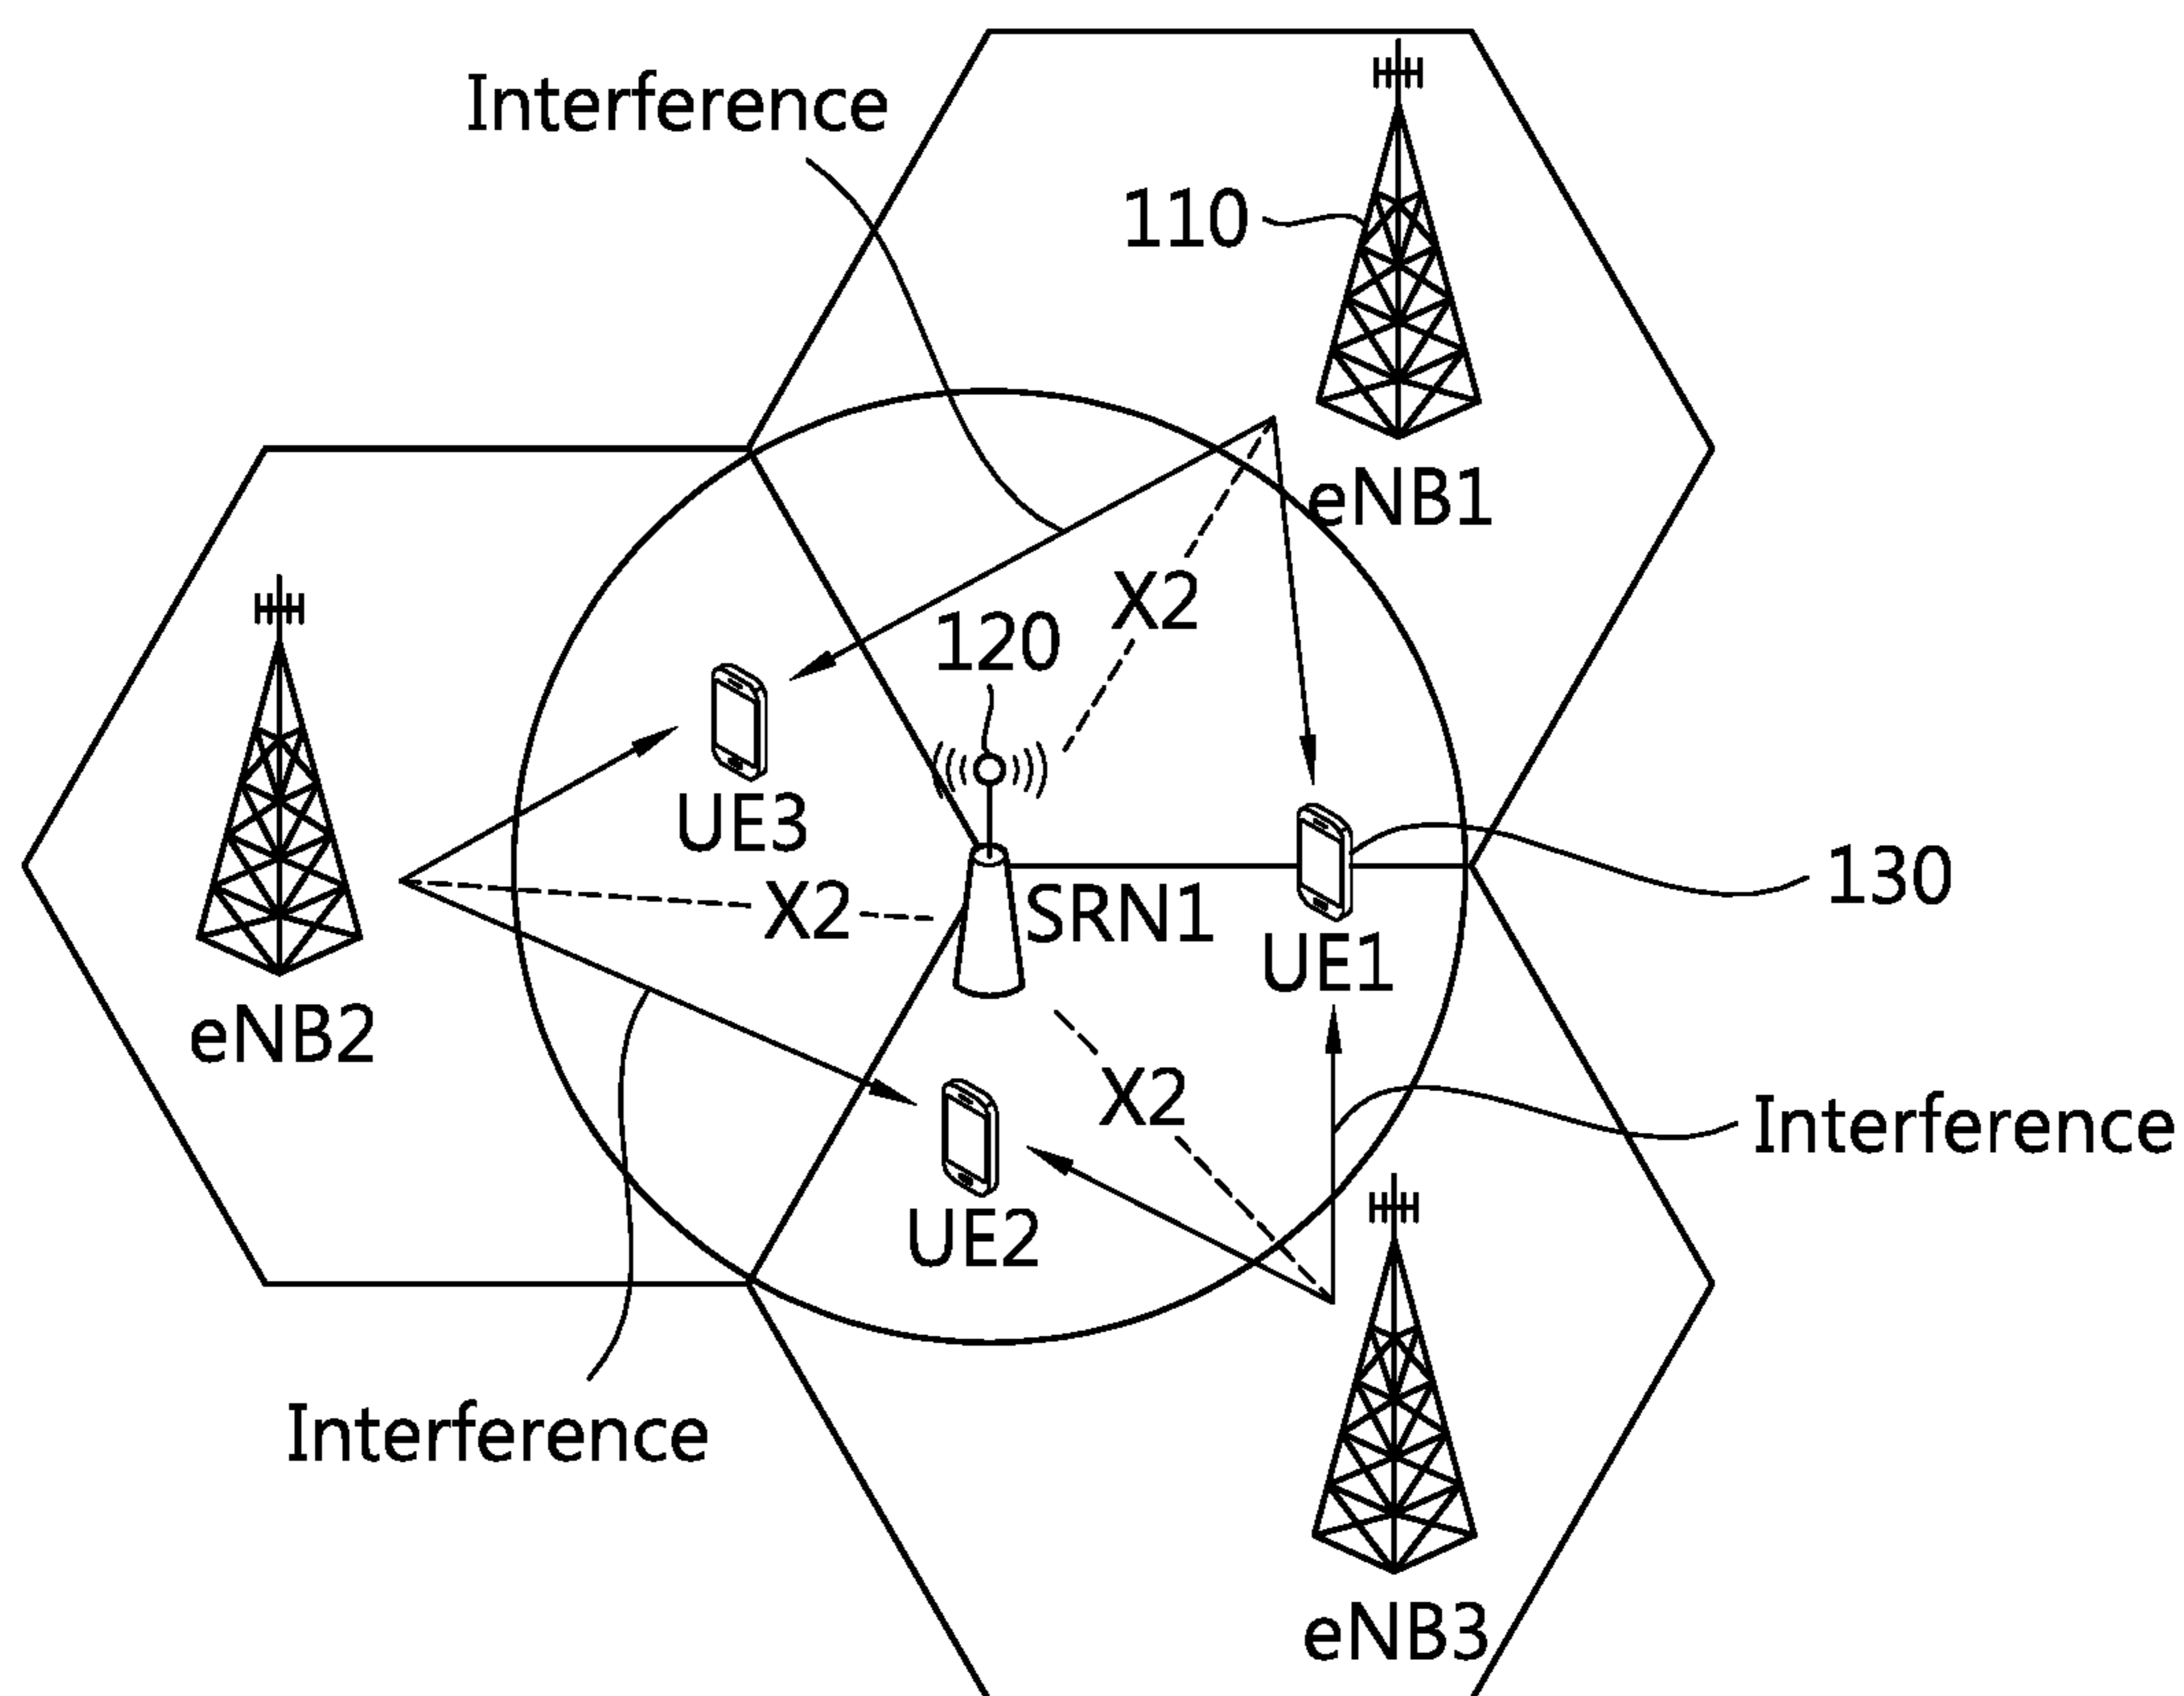 Interference
110
eNB1
X2
120
UE3
SRN1
130
X2
UE1
eNB2
X2
Interference
UE2
Interference
eNB3